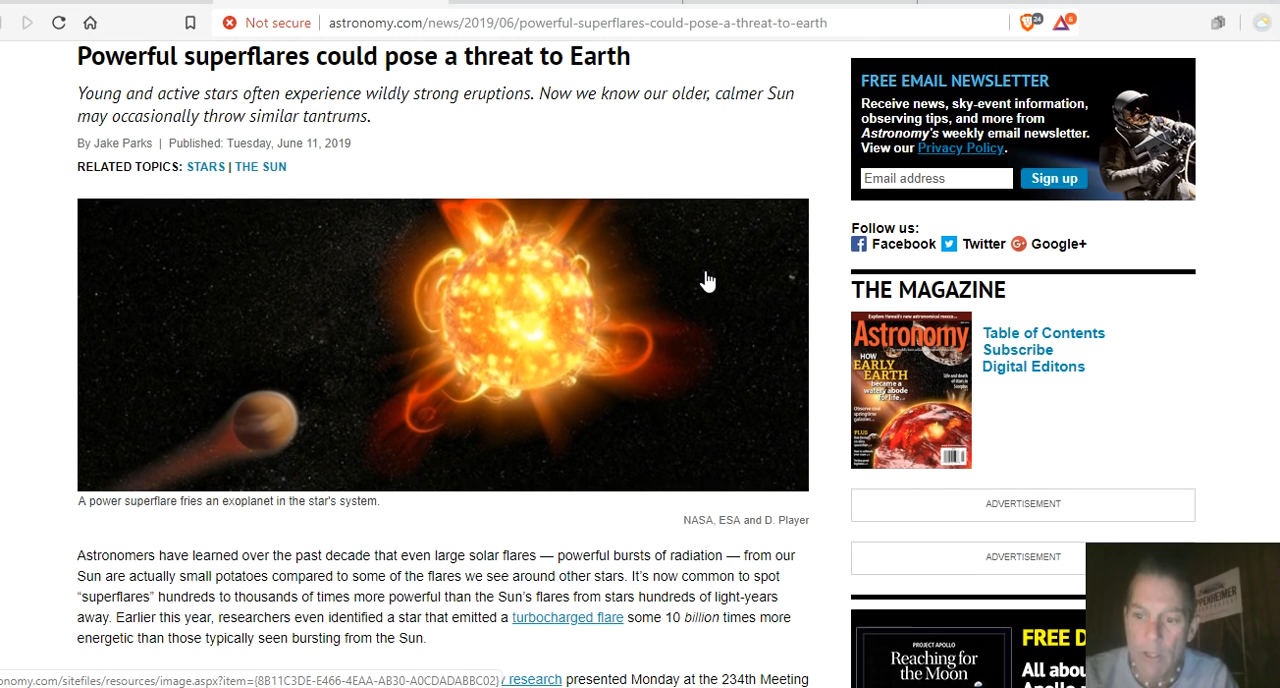 Not secure
astronomy.com/news/2019/06/powerful-superflares-could-pose-a-threat-to-earth
24
6
Powerful superflares could pose a threat to Earth
Young and active stars often experience wildly strong eruptions. Now we know our older, calmer Sun
may occasionally throw similar tantrums.
By Jake Parks | Published: Tuesday, June 11, 2019
RELATED TOPICS: STARS | THE SUN
A power superflare fries an exoplanet in the star's system.
NASA, ESA and D. Player
Astronomers have learned over the past decade that even large solar flares — powerful bursts of radiation — from our
Sun are actually small potatoes compared to some of the flares we see around other stars. It's now common to spot
“superflares” hundreds to thousands of times more powerful than the Sun's flares from stars hundreds of light-years
away. Earlier this year, researchers even identified a star that emitted a turbocharged flare some 10 billion times more
energetic than those typically seen bursting from the Sun.
/ research presented Monday at the 234th Meeting
onomy.com/sitefiles/resources/image.aspx?item={8B11C3DE-E466-4EAA-AB30-A0CDADABBC02}
FREE EMAIL NEWSLETTER
Receive news, sky-event information,
observing tips, and more from
Astronomy's weekly email newsletter.
View our Privacy Policy.
Email address
Sign up
Follow us:
Facebook Twitter Google+
THE MAGAZINE
Astronomy
HOW
EARLY
EARTH
became a
watery abode
for life.
PLUS
Table of Contents
Subscribe
Digital Editons
ADVERTISEMENT
ADVERTISEMENT
PROJECT APOLLO
Reaching for
the Moon
FREE D
All abou
Apollo
PPENHEIMER